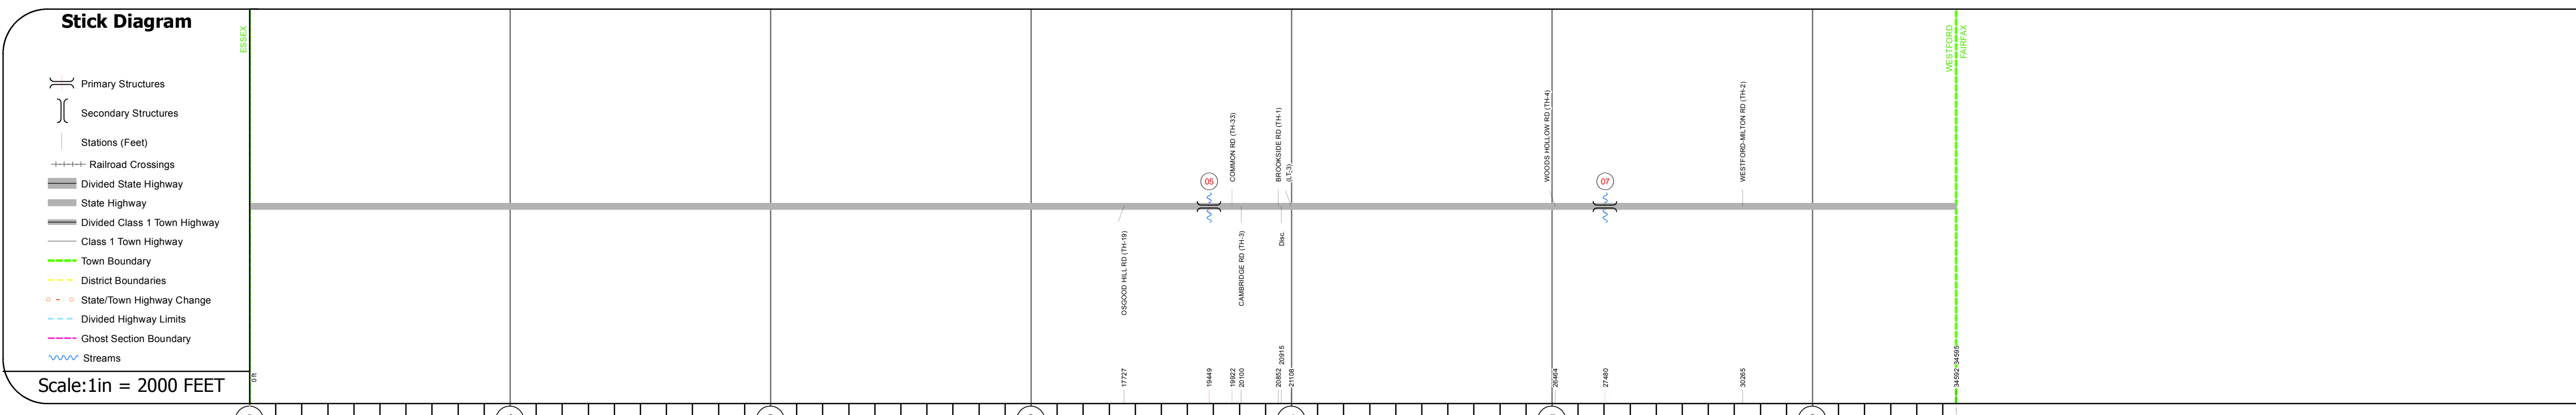 Stick Diagram
Primary Structures
Secondary Structures
Stations (Feet)
Railroad Crossings
Divided State Highway
State Highway
Divided Class 1 Town Highway
Class 1 Town Highway
Town Boundary
District Boundaries
State/Town Highway Change
Divided Highway Limits
Ghost Section Boundary
Streams
Scale:1in = 2000 FEET
ESSEX
0 ft
OSGOOD HILL RD (TH-19)
17727
05
19449
COMMON RD (TH-33)
19922
CAMBRIDGE RD (TH-3)
20100
BROOKSIDE RD (TH-1)
20852
Disc.
20915
(LT-3)
21108
WOODS HOLLOW RD (TH-4)
26464
07
27480
WESTFORD-MILTON RD (TH-2)
30265
WESTFORD
FAIRFAX
34592 34595